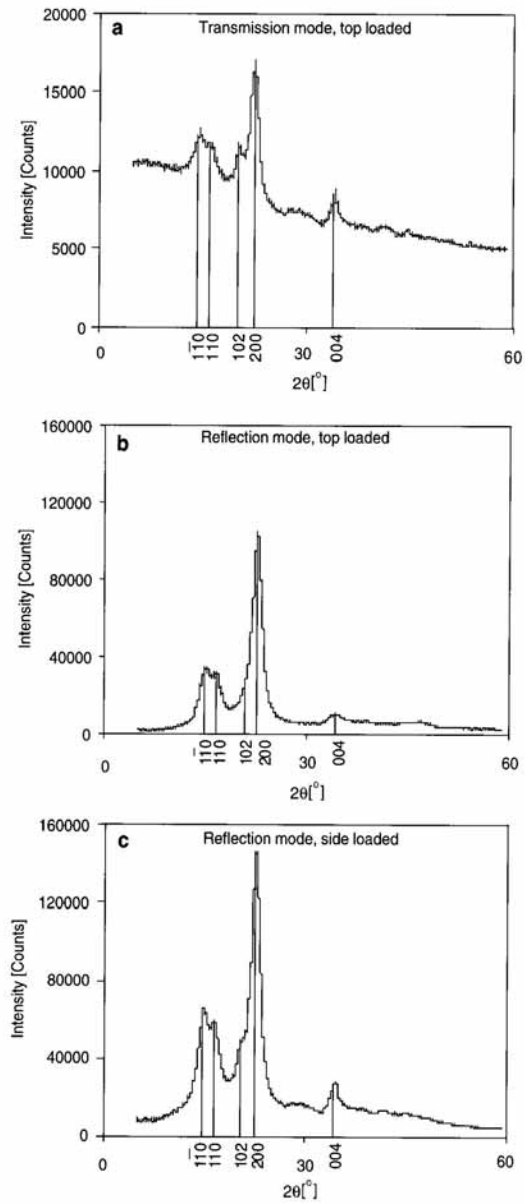 a Transmission mode, top loaded
20000
15000
10000
5000
0
Intensity [Counts]
0 1̅10 110 102 200 30 004 60
2θ[°]
b Reflection mode, top loaded
160000
120000
80000
40000
0
Intensity [Counts]
0 1̅10 110 102 200 30 004 60
2θ[°]
c Reflection mode, side loaded
160000
120000
80000
40000
0
Intensity [Counts]
0 1̅10 110 102 200 30 004 60
2θ[°]